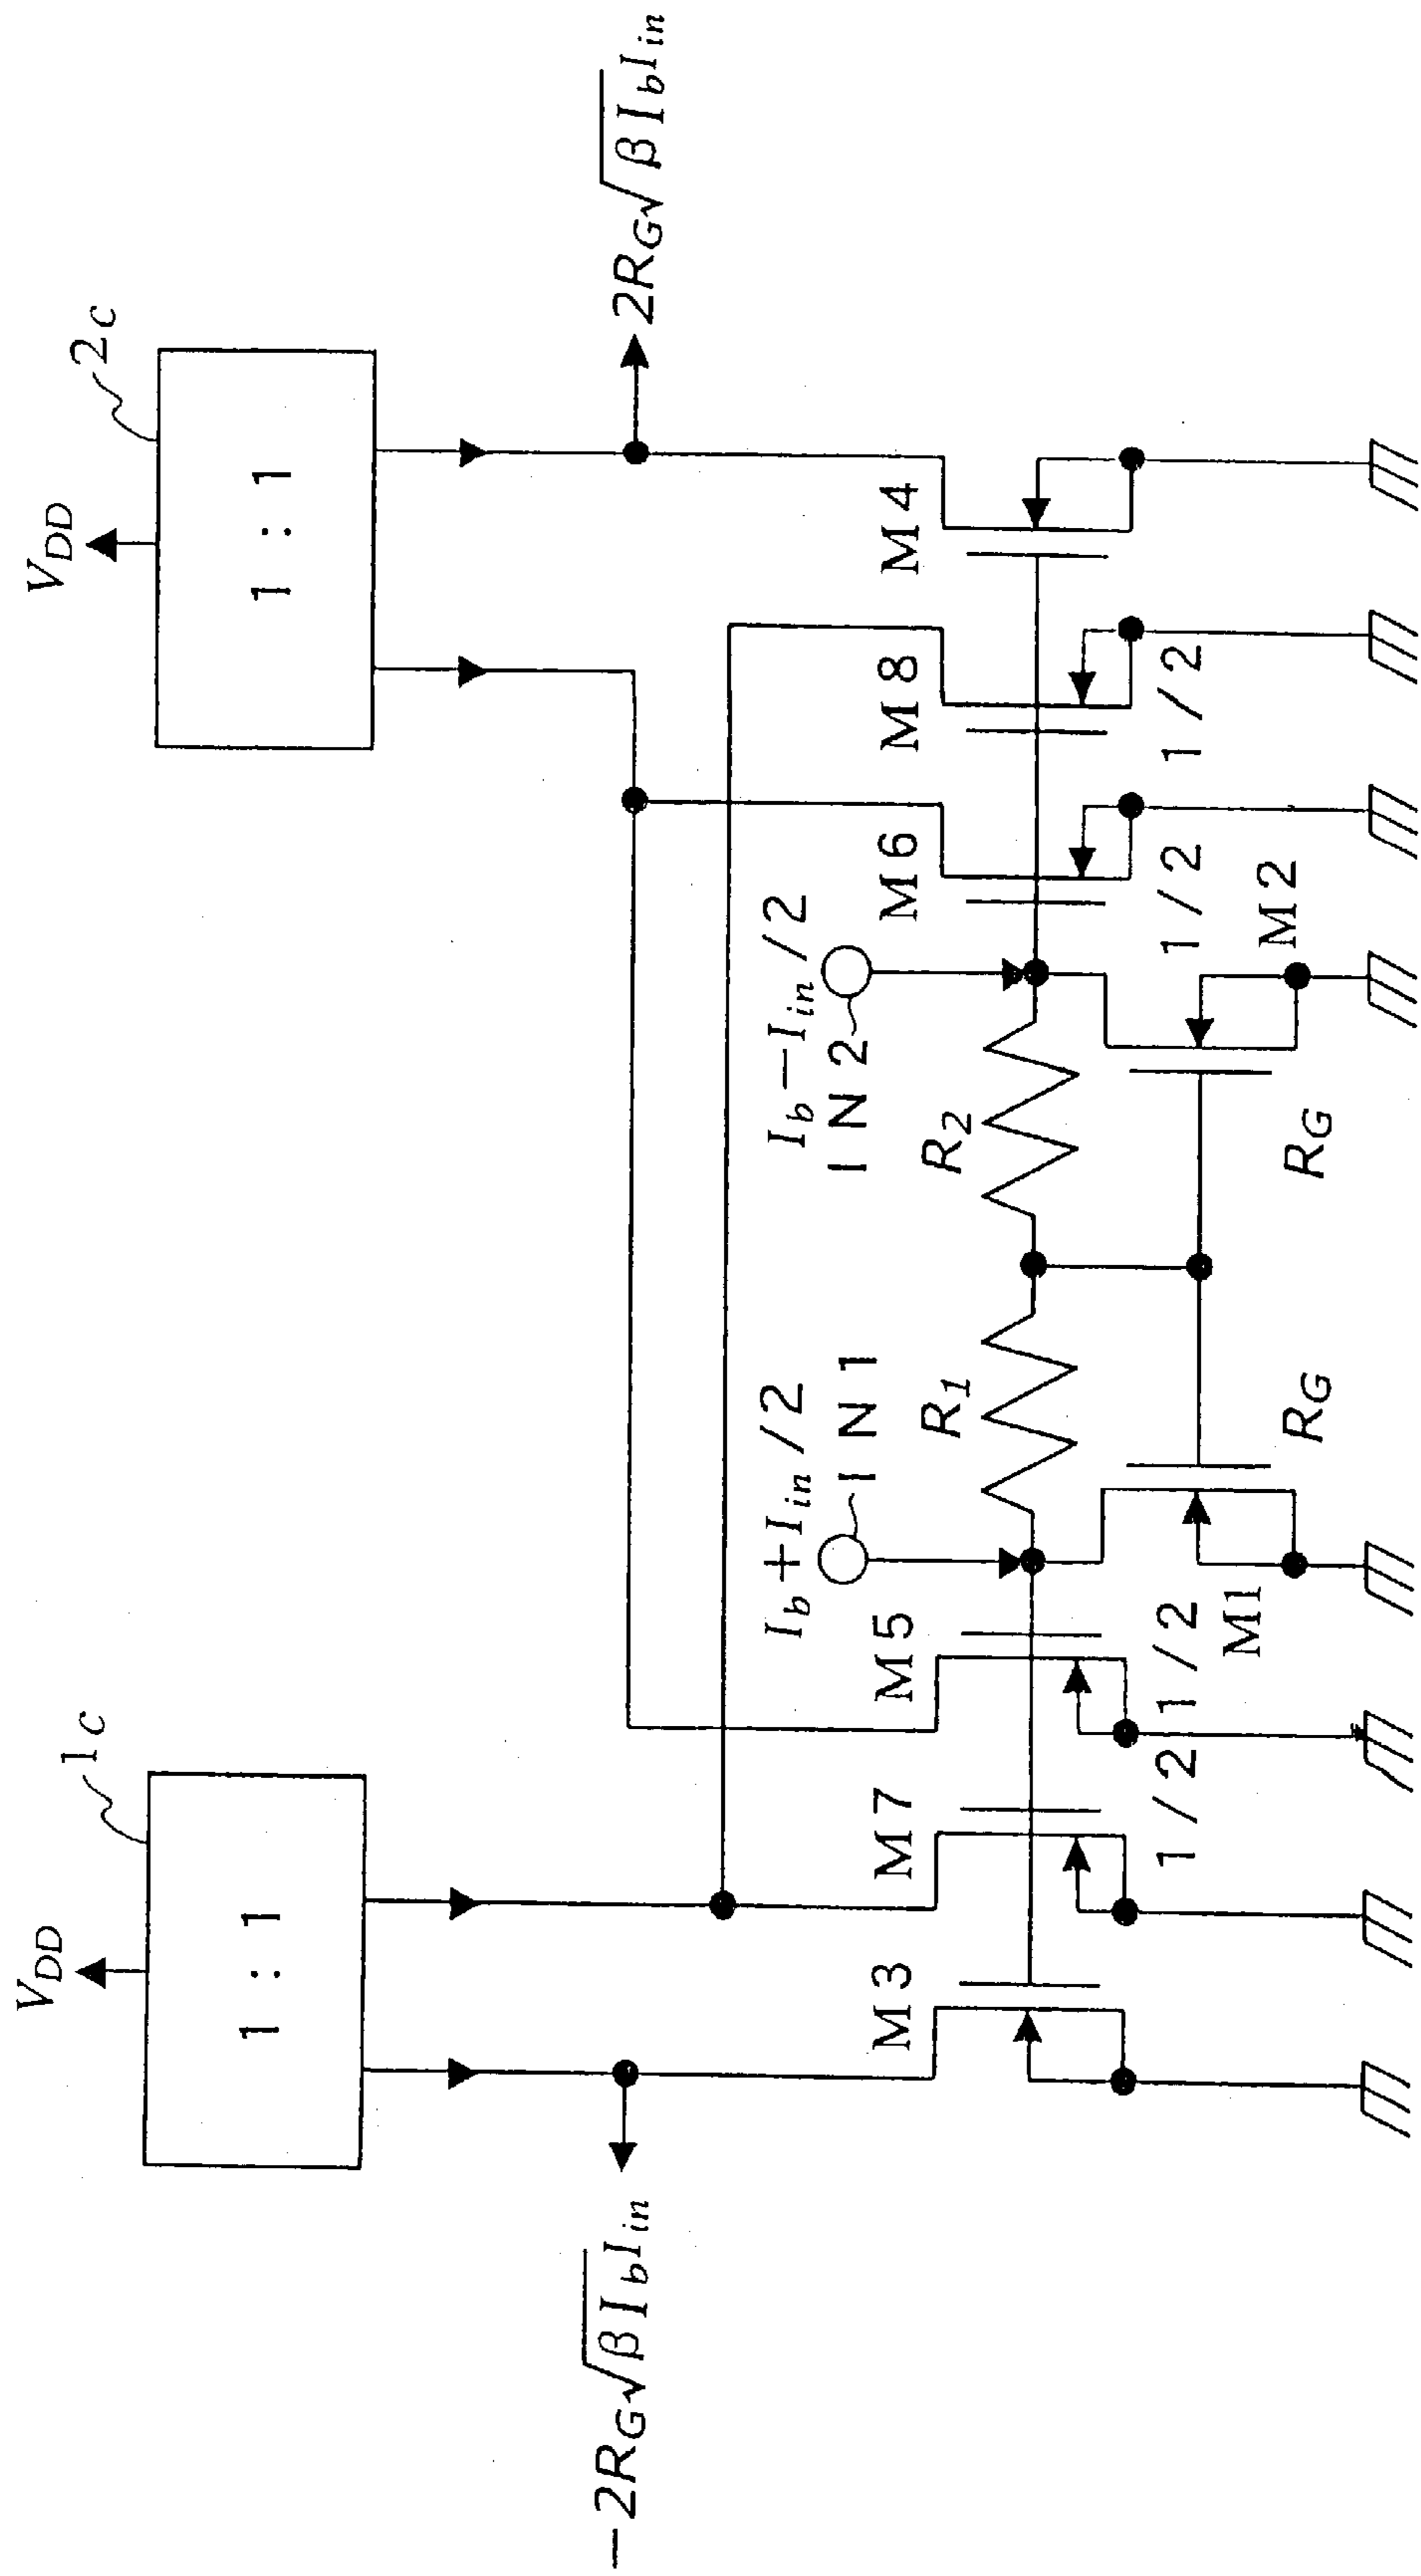 V_DD
1c
1 : 1
V_DD
2c
1 : 1
−2R_G√βI_bI_in
2R_G√βI_bI_in
I_b+I_in/2
IN1
I_b−I_in/2
IN2
M3
M7
M5
R_1
R_2
M6
M8
M4
1/2
1/2
M1
R_G
R_G
M2
1/2
1/2